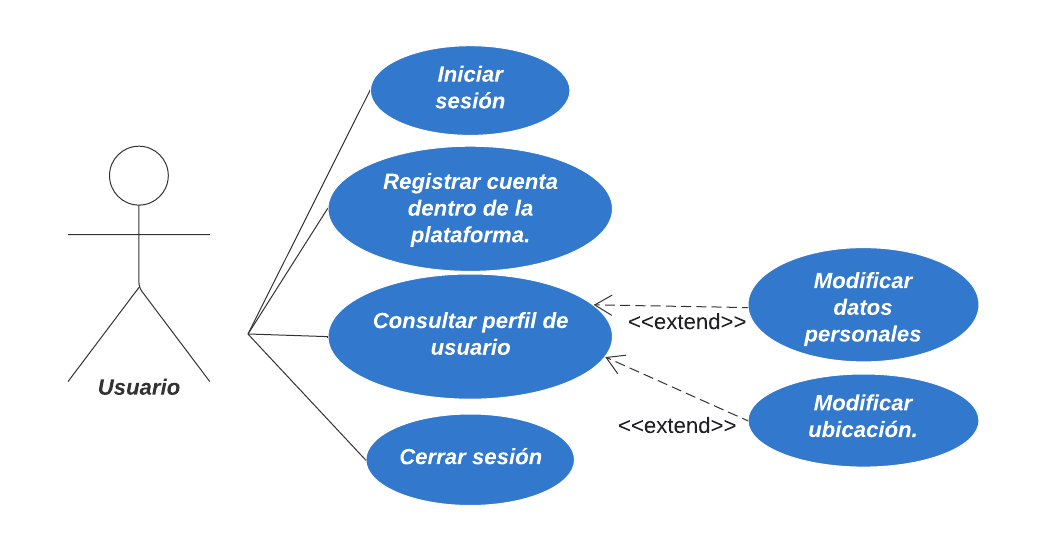 Iniciar
sesión
Registrar cuenta
dentro de la
plataforma.
Consultar perfil de
usuario
Cerrar sesión
Usuario
<<extend>>
<<extend>>
Modificar
datos
personales
Modificar
ubicación.